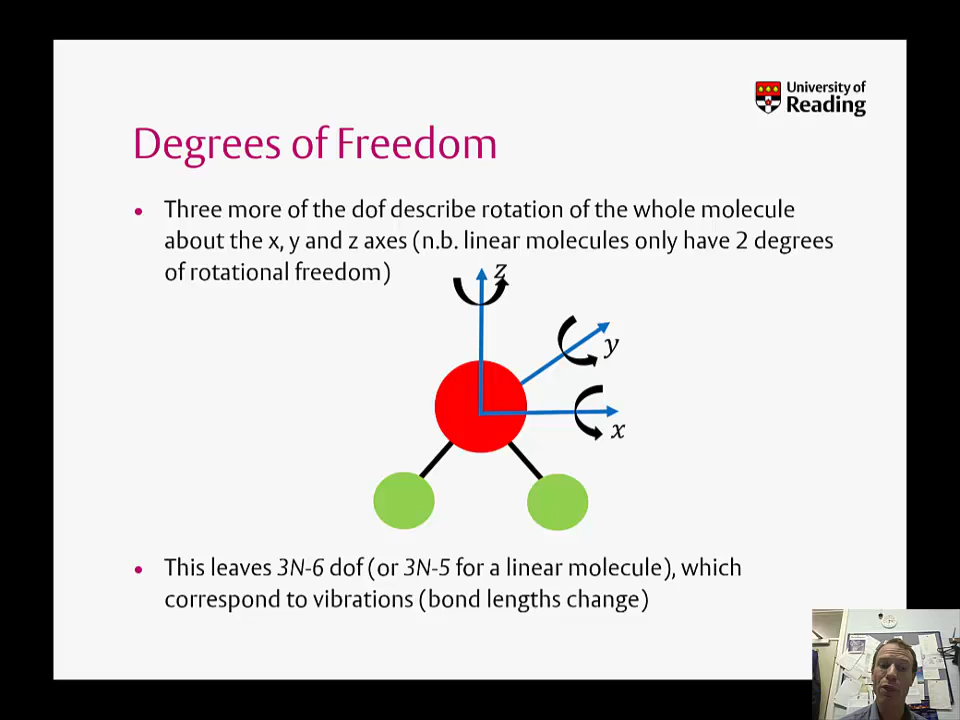 University of
Reading
Degrees of Freedom
• Three more of the dof describe rotation of the whole molecule
about the x, y and z axes (n.b. linear molecules only have 2 degrees
of rotational freedom)
z
y
x
• This leaves 3N-6 dof (or 3N-5 for a linear molecule), which
correspond to vibrations (bond lengths change)